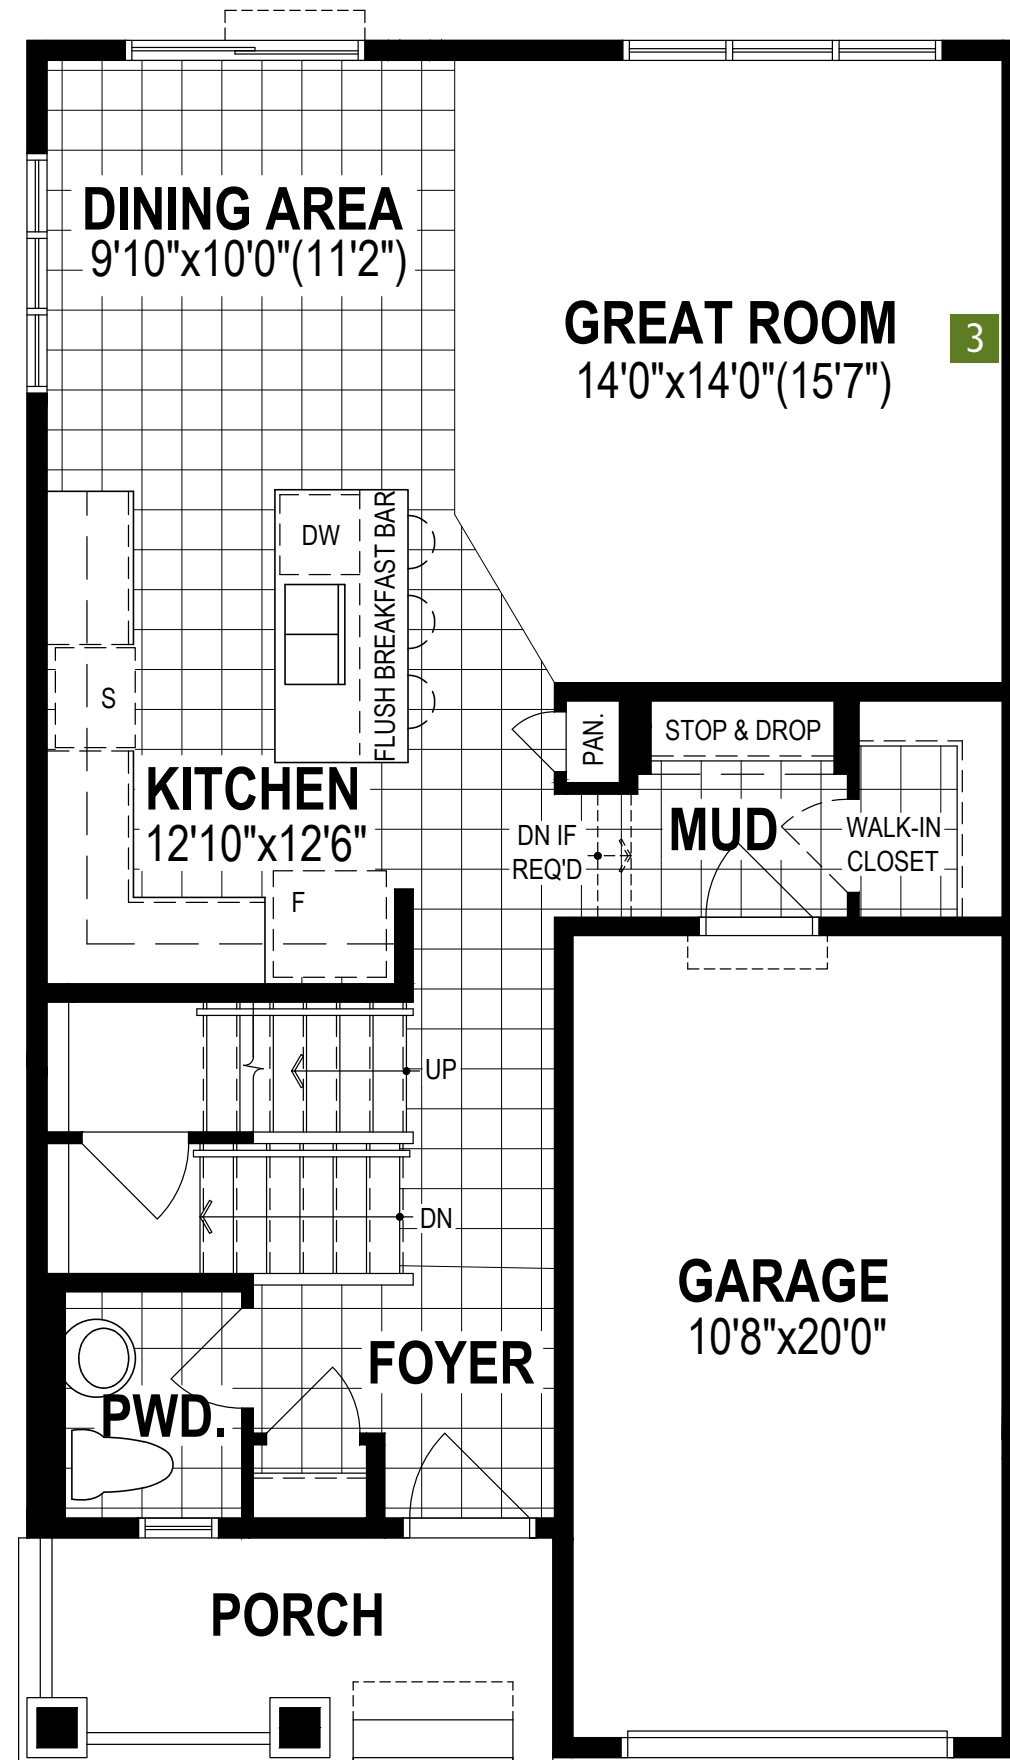 DINING AREA
9'10"x10'0"(11'2")
GREAT ROOM
14'0"x14'0"(15'7")
3
DW
FLUSH BREAKFAST BAR
S
PAN.
STOP & DROP
KITCHEN
12'10"x12'6"
DN IF
REQ'D
MUD
WALK-IN
CLOSET
F
UP
DN
GARAGE
10'8"x20'0"
FOYER
PWD.
PORCH